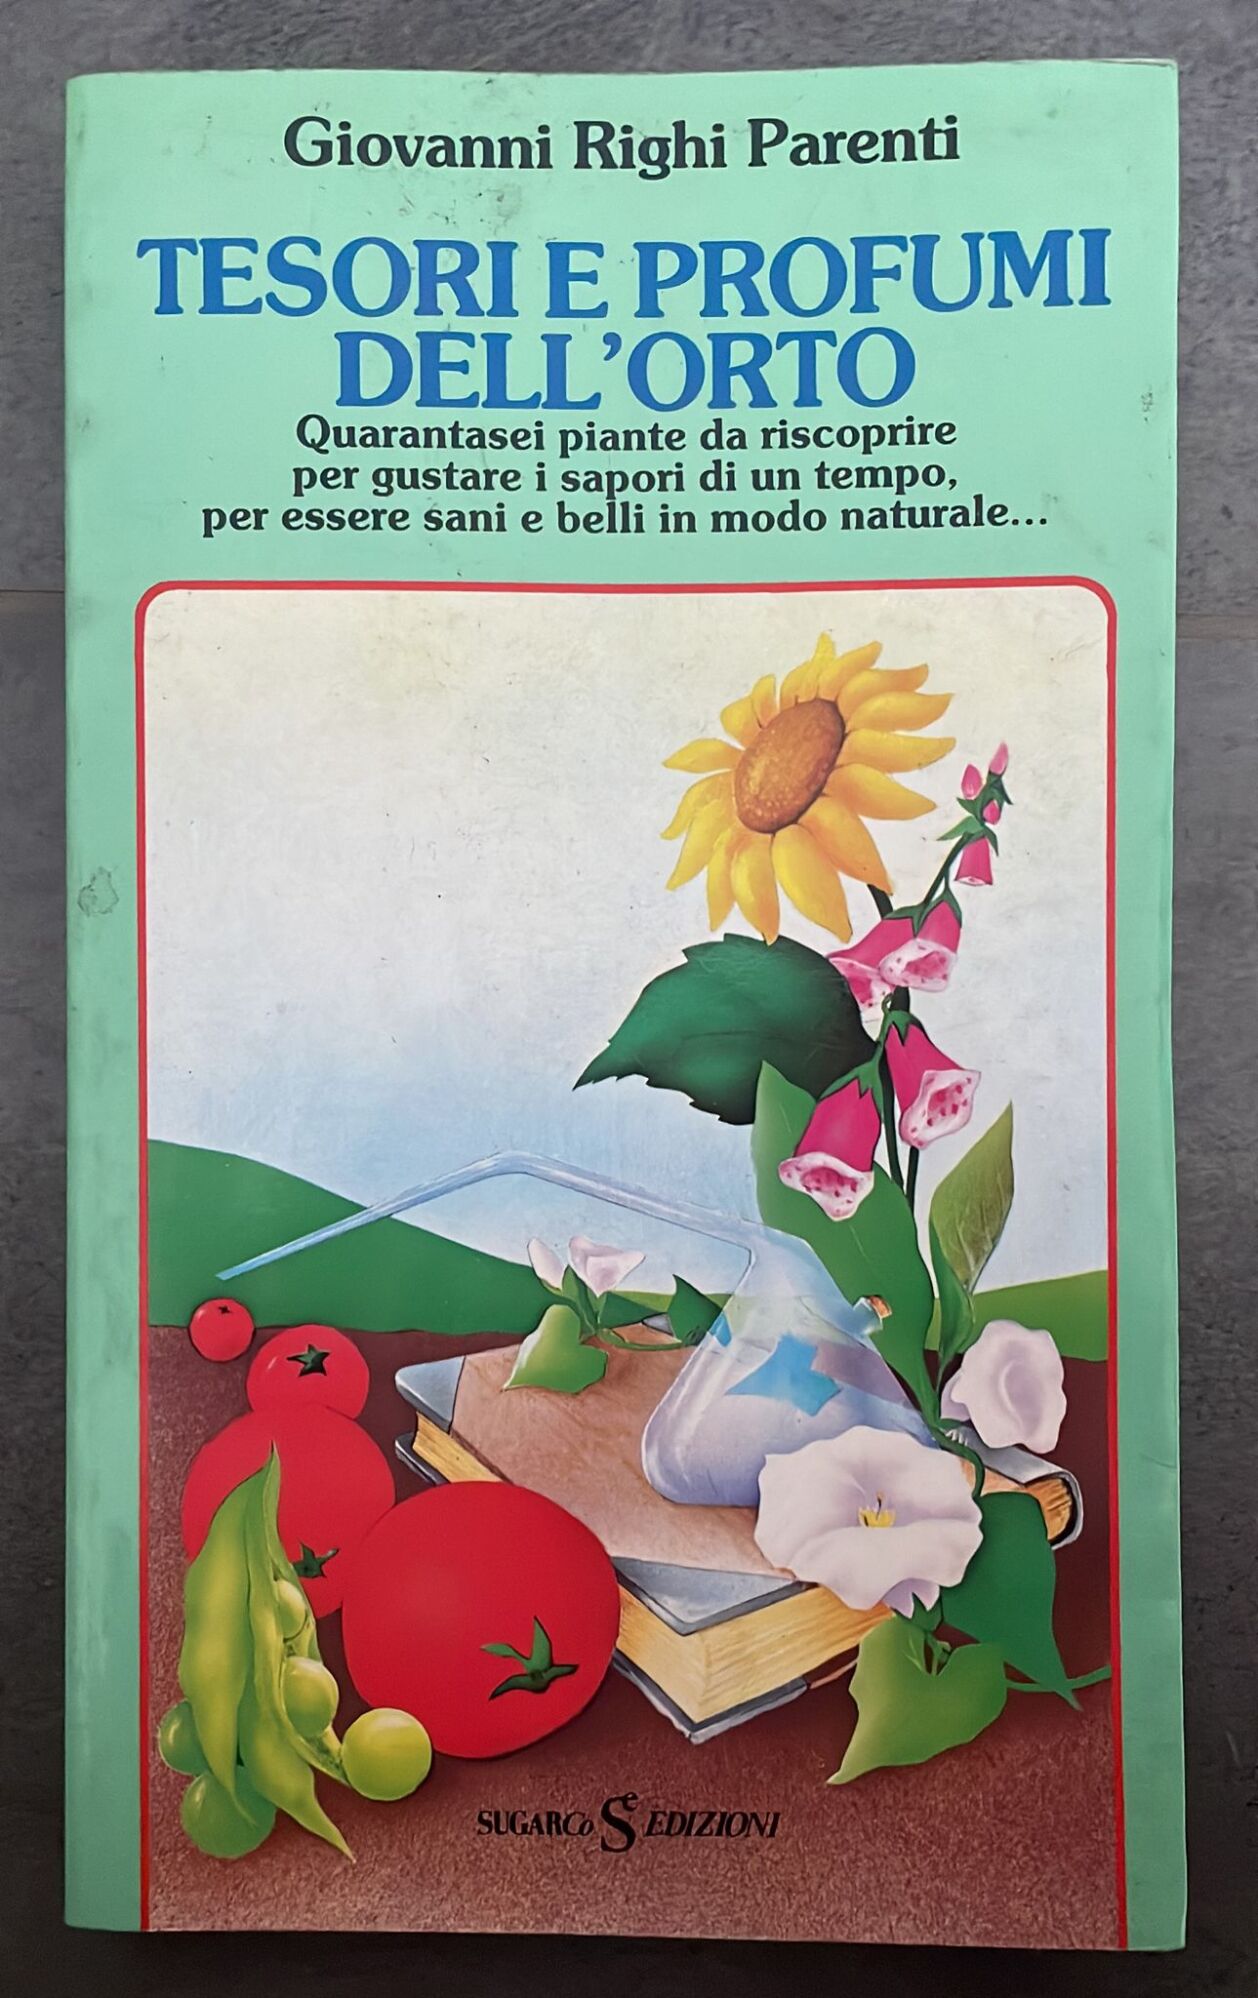 Giovanni Righi Parenti
TESORI E PROFUMI
DELL'ORTO
Quarantasei piante da riscoprire
per gustare i sapori di un tempo,
per essere sani e belli in modo naturale...
SUGARCo Se EDIZIONI